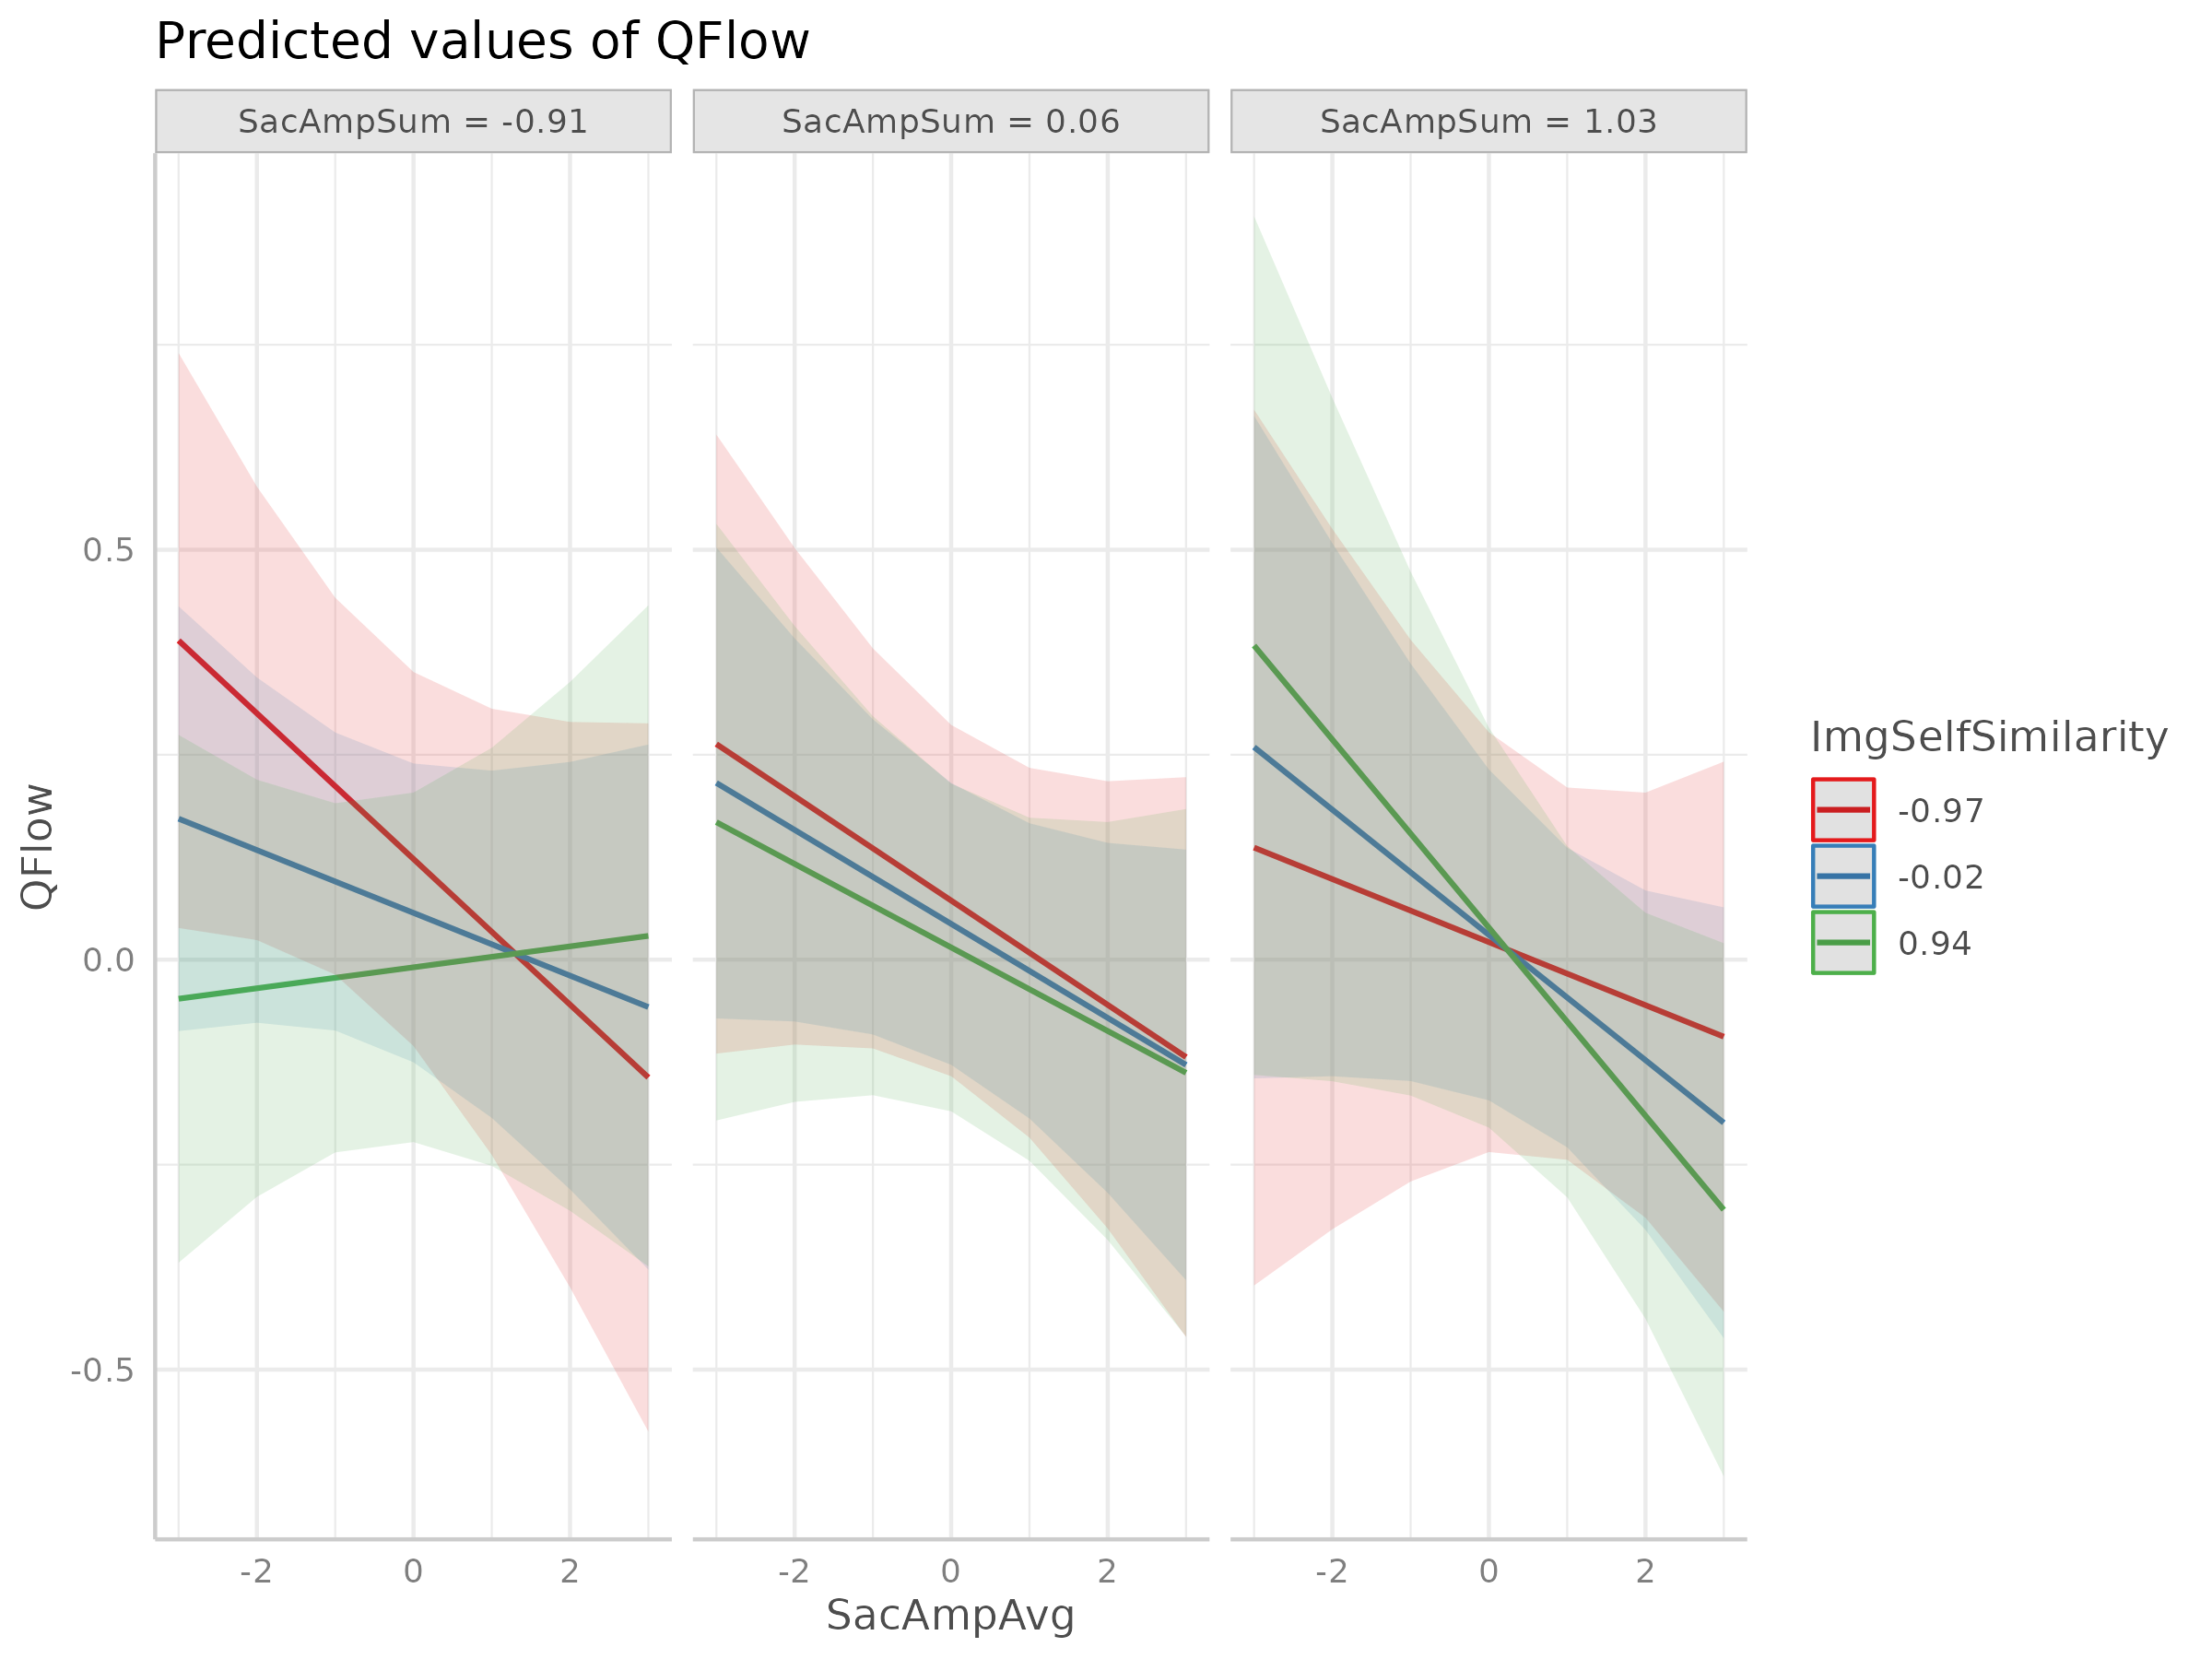 Predicted values of QFlow
SacAmpSum = -0.91
SacAmpSum = 0.06
SacAmpSum = 1.03
0.5
0.0
-0.5
QFlow
-2 0 2
-2 0 2
-2 0 2
SacAmpAvg
ImgSelfSimilarity
-0.97
-0.02
0.94